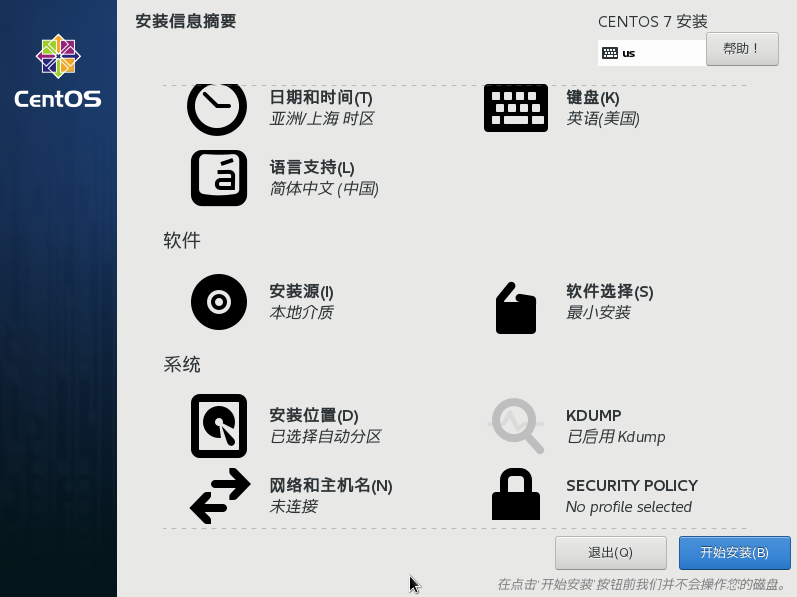 安装信息摘要
CENTOS 7 安装
us
帮助！
CentOS
日期和时间(T)
亚洲/上海 时区
键盘(K)
英语(美国)
语言支持(L)
简体中文 (中国)
软件
安装源(I)
本地介质
软件选择(S)
最小安装
系统
安装位置(D)
已选择自动分区
KDUMP
已启用 Kdump
网络和主机名(N)
未连接
SECURITY POLICY
No profile selected
退出(Q)
开始安装(B)
在点击'开始安装'按钮前我们并不会操作您的磁盘。